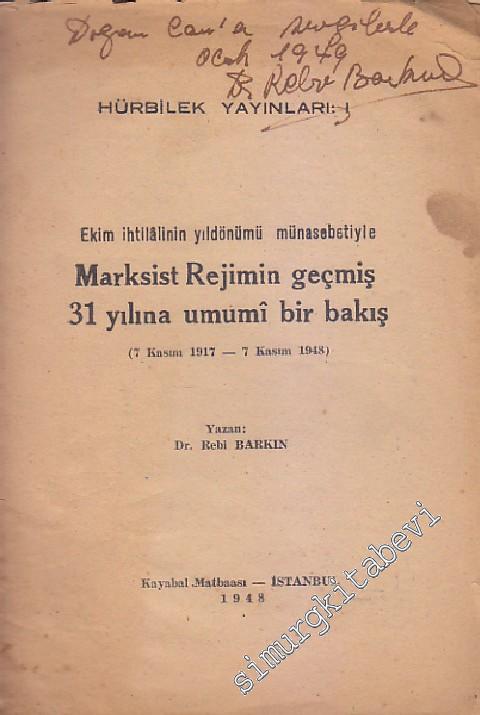 Doğan Can'a sevgilerle
Ocak 1949
Dr Rebi Barkın
HÜRBİLEK YAYINLARI: 1
Ekim ihtilâlinin yıldönümü münasebetiyle
Marksist Rejimin geçmiş
31 yılına umumî bir bakış
(7 Kasım 1917 — 7 Kasım 1948)
Yazan:
Dr. Rebi BARKIN
Kayabal Matbaası — İSTANBUL
1948
simurgkitabevi